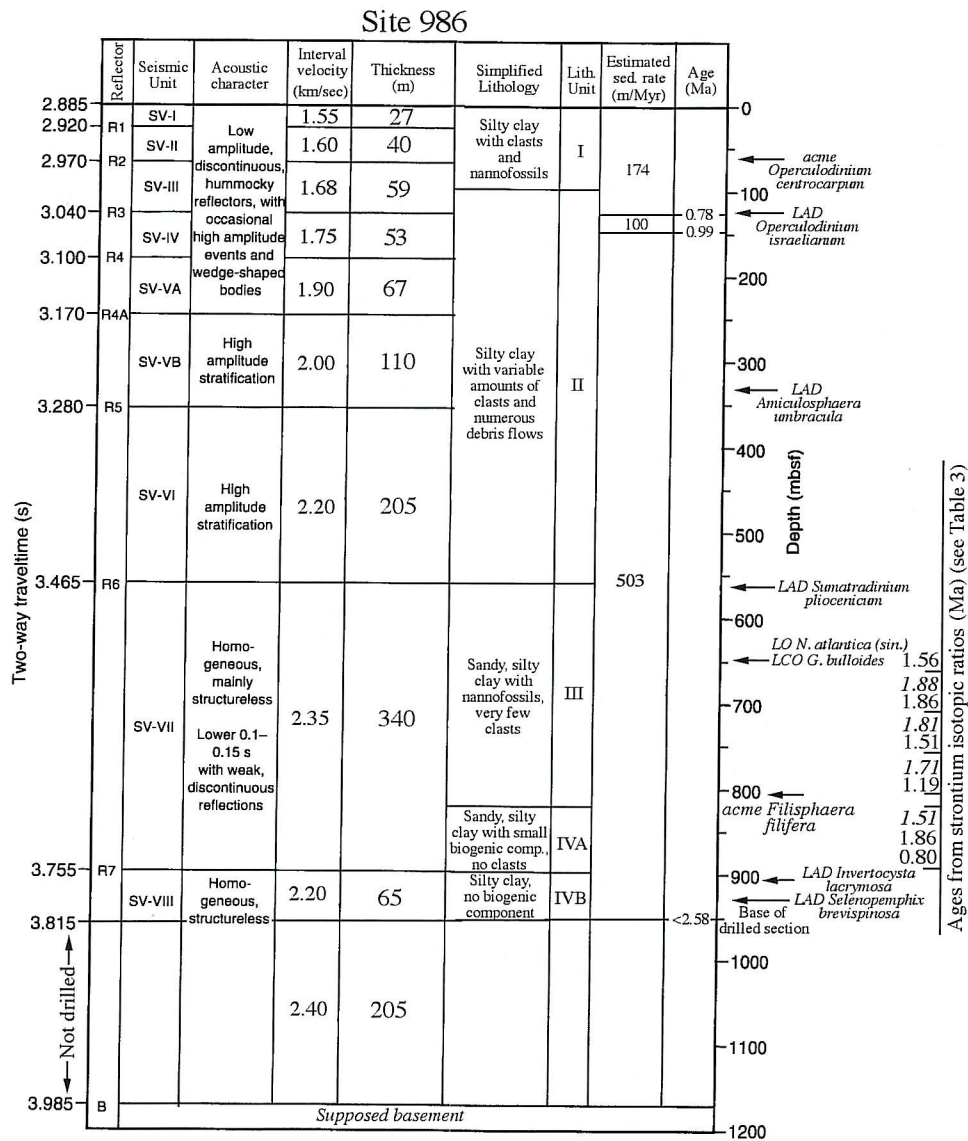 Site 986
Reflector
Seismic
Unit
Acoustic
character
Interval
velocity
(km/sec)
Thickness
(m)
Simplified
Lithology
Lith.
Unit
Estimated
sed. rate
(m/Myr)
Age
(Ma)
Two-way traveltime (s)
2.885
2.920
2.970
3.040
3.100
3.170
3.280
3.465
3.755
3.815
Not drilled
3.985
R1
R2
R3
R4
R4A
R5
R6
R7
B
SV-I
SV-II
SV-III
SV-IV
SV-VA
SV-VB
SV-VI
SV-VII
SV-VIII
Low
amplitude,
discontinuous,
hummocky
reflectors, with
occasional
high amplitude
events and
wedge-shaped
bodies
High
amplitude
stratification
High
amplitude
stratification
Homo-
geneous,
mainly
structureless
Lower 0.1–
0.15 s
with weak,
discontinuous
reflections
Homo-
geneous,
structureless
1.55
1.60
1.68
1.75
1.90
2.00
2.20
2.35
2.20
2.40
27
40
59
53
67
110
205
340
65
205
Silty clay
with clasts
and
nannofossils
Silty clay
with variable
amounts of
clasts and
numerous
debris flows
Sandy, silty
clay with
nannofossils,
very few
clasts
Sandy, silty
clay with small
biogenic comp.,
no clasts
Silty clay,
no biogenic
component
I
II
III
IVA
IVB
174
100
503
0.78
0.99
<2.58
Supposed basement
0
100
200
300
400
500
600
700
800
900
1000
1100
1200
Depth (mbsf)
acme
Operculodinium
centrocarpum
LAD
Operculodinium
israelianum
LAD
Amiculosphaera
umbracula
LAD Sumatradinium
pliocenicum
LO N. atlantica (sin.)
LCO G. bulloides
acme Filisphaera
filifera
LAD Invertocysta
lacrymosa
LAD Selenopemphix
brevispinosa
Base of
drilled section
1.56
1.88
1.86
1.81
1.51
1.71
1.19
1.51
1.86
0.80
Ages from strontium isotopic ratios (Ma) (see Table 3)